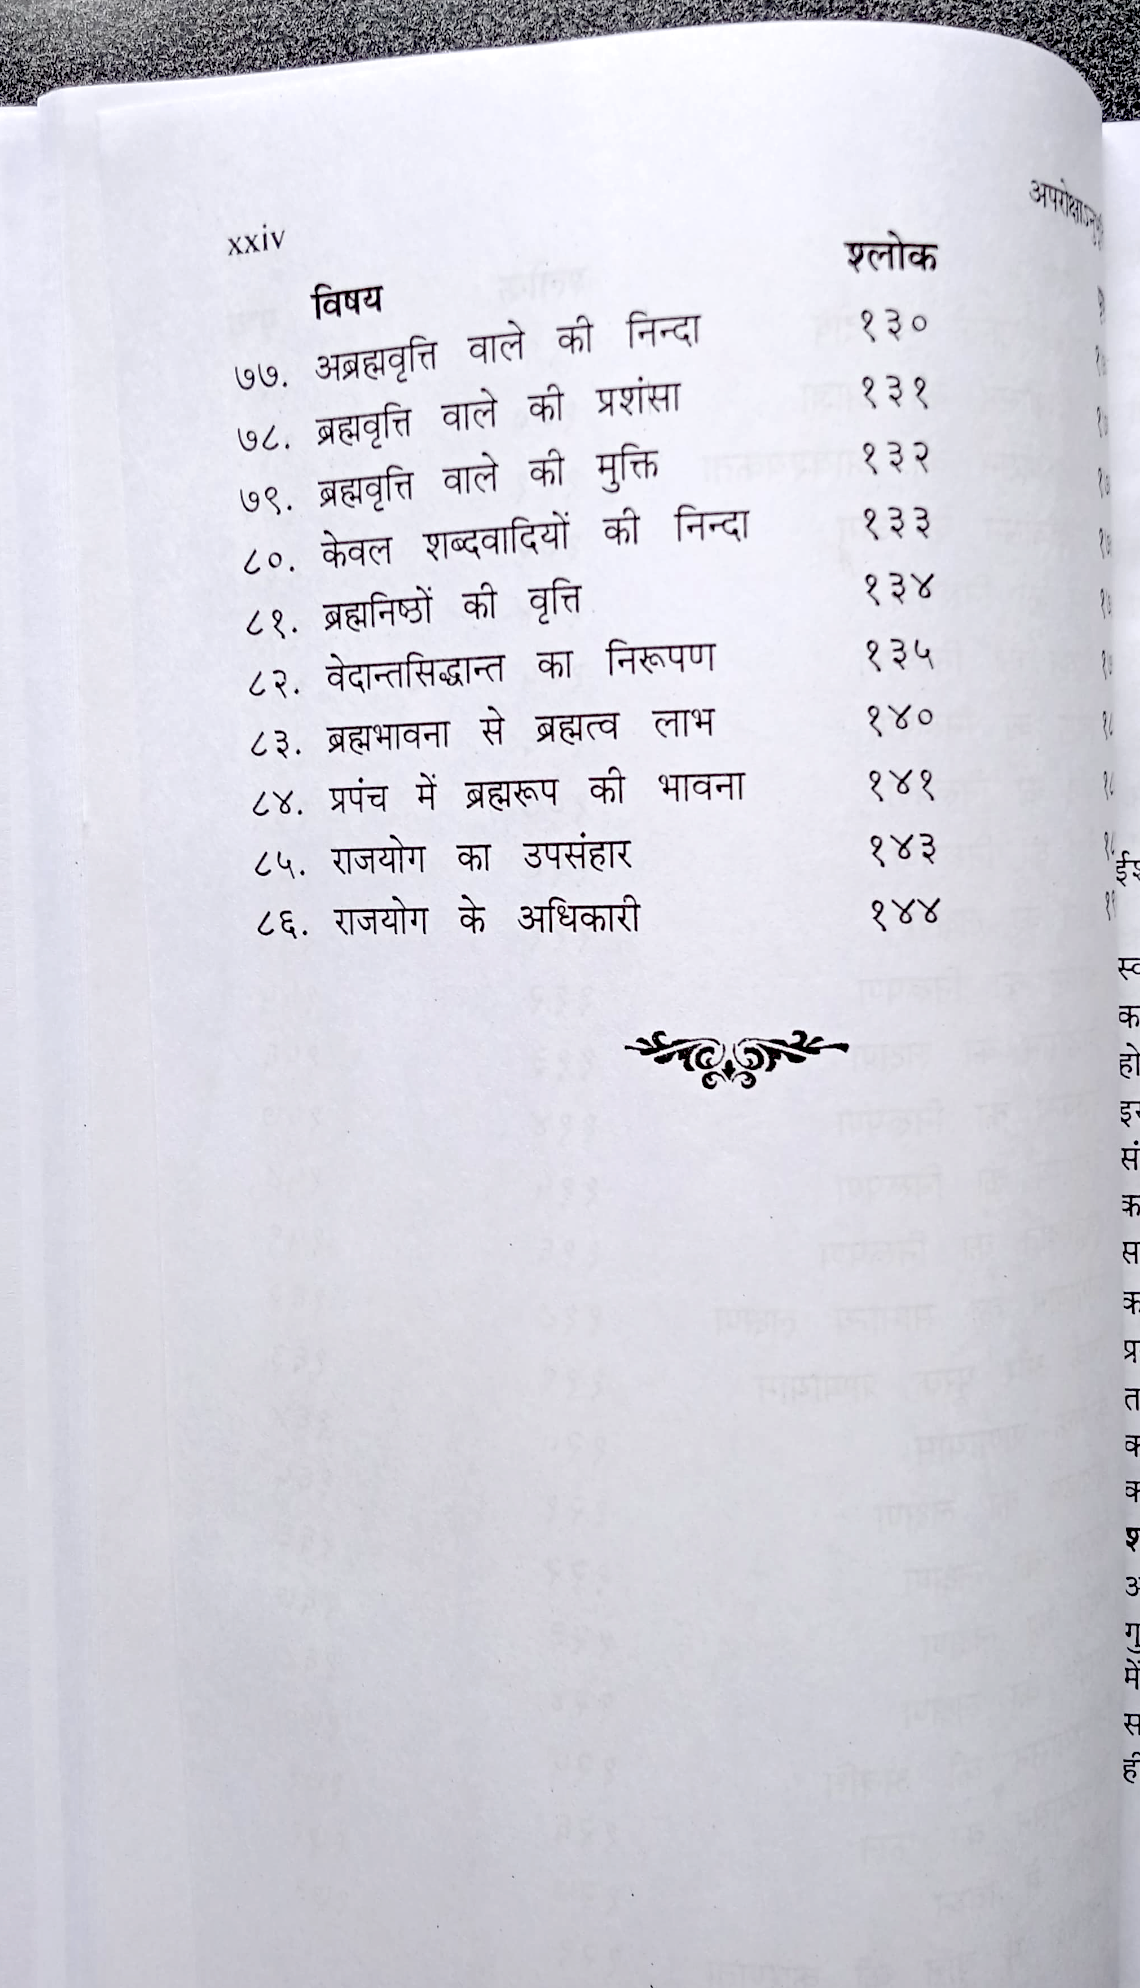 xxiv
विषय श्लोक
७७. अब्रह्मवृत्ति वाले की निन्दा १३०
७८. ब्रह्मवृत्ति वाले की प्रशंसा १३१
७९. ब्रह्मवृत्ति वाले की मुक्ति १३२
८०. केवल शब्दवादियों की निन्दा १३३
८१. ब्रह्मनिष्ठों की वृत्ति १३४
८२. वेदान्तसिद्धान्त का निरूपण १३५
८३. ब्रह्मभावना से ब्रह्मत्व लाभ १४०
८४. प्रपंच में ब्रह्मरूप की भावना १४१
८५. राजयोग का उपसंहार १४३
८६. राजयोग के अधिकारी १४४